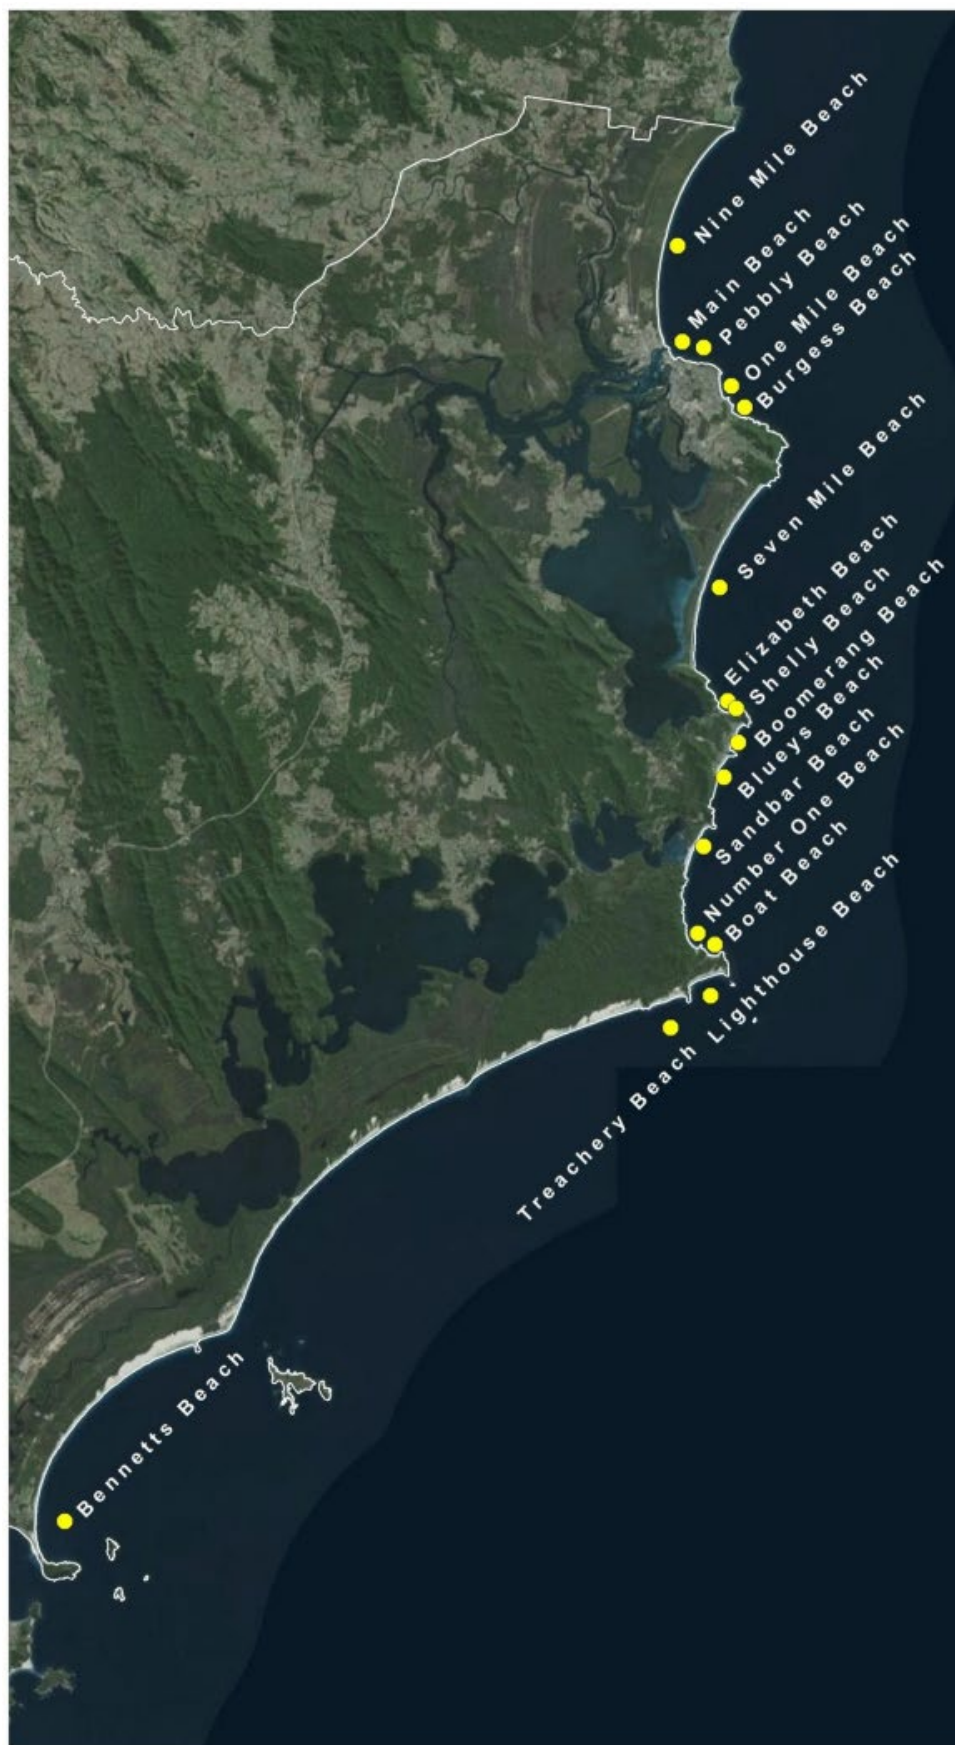 Nine Mile Beach
Main Beach
Pebbly Beach
One Mile Beach
Burgess Beach
Seven Mile Beach
Elizabeth Beach
Shelly Beach
Boomerang Beach
Blueys Beach
Sandbar Beach
Number One Beach
Boat Beach
Lighthouse Beach
Treachery Beach
Bennetts Beach